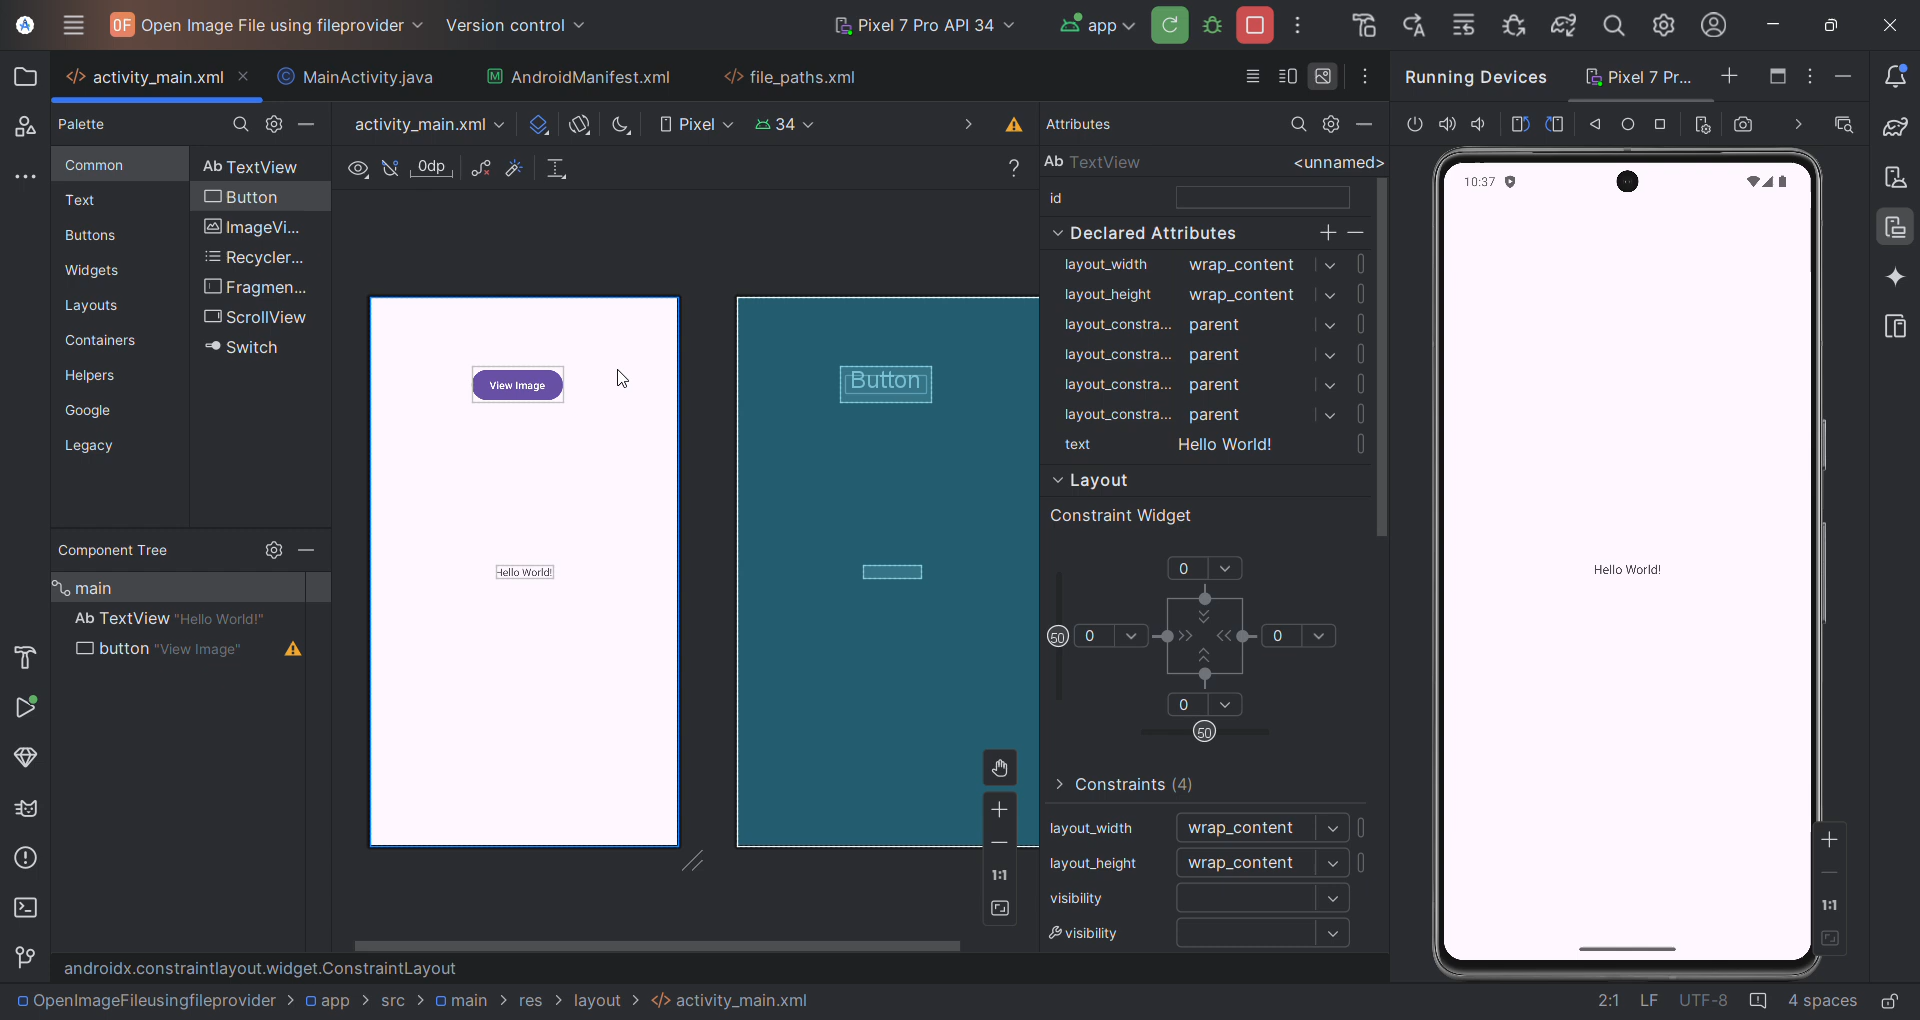 OF Open Image File using fileprovider
Version control
Pixel 7 Pro API 34
app
activity_main.xml
MainActivity.java
AndroidManifest.xml
file_paths.xml
Running Devices
Pixel 7 Pr...
Palette
activity_main.xml
Pixel
34
Attributes
Common
Text
Buttons
Widgets
Layouts
Containers
Helpers
Google
Legacy
Ab TextView
Button
ImageVi...
Recycler...
Fragmen...
ScrollView
Switch
0dp
?
View Image
Hello World!
Button
1:1
Component Tree
main
Ab TextView "Hello World!"
button "View Image"
Ab TextView
<unnamed>
id
Declared Attributes
layout_width wrap_content
layout_height wrap_content
layout_constra... parent
layout_constra... parent
layout_constra... parent
layout_constra... parent
text Hello World!
Layout
Constraint Widget
0
50
0
0
0
50
Constraints (4)
layout_width wrap_content
layout_height wrap_content
visibility
visibility
10:37
Hello World!
1:1
androidx.constraintlayout.widget.ConstraintLayout
OpenImageFileusingfileprovider > app > src > main > res > layout > activity_main.xml
2:1 LF UTF-8 4 spaces